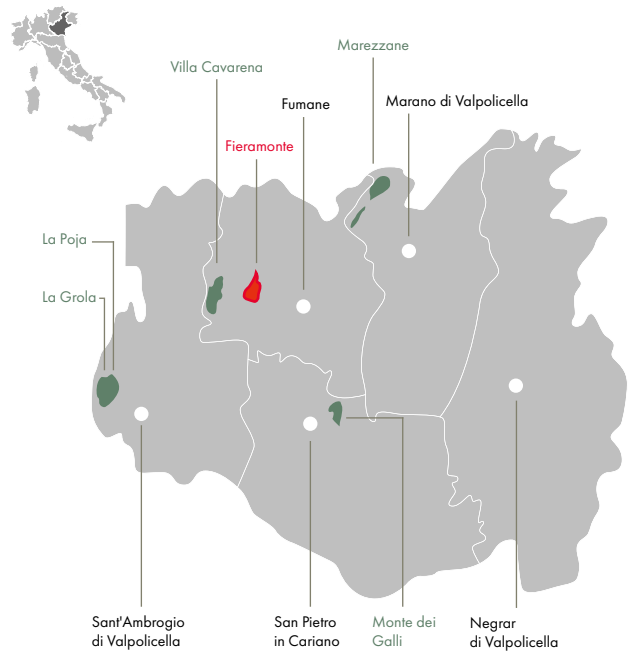 Marezzane
Villa Cavarena
Fumane
Marano di Valpolicella
Fieramonte
La Poja
La Grola
Sant'Ambrogio
di Valpolicella
San Pietro
in Cariano
Monte dei
Galli
Negrar
di Valpolicella